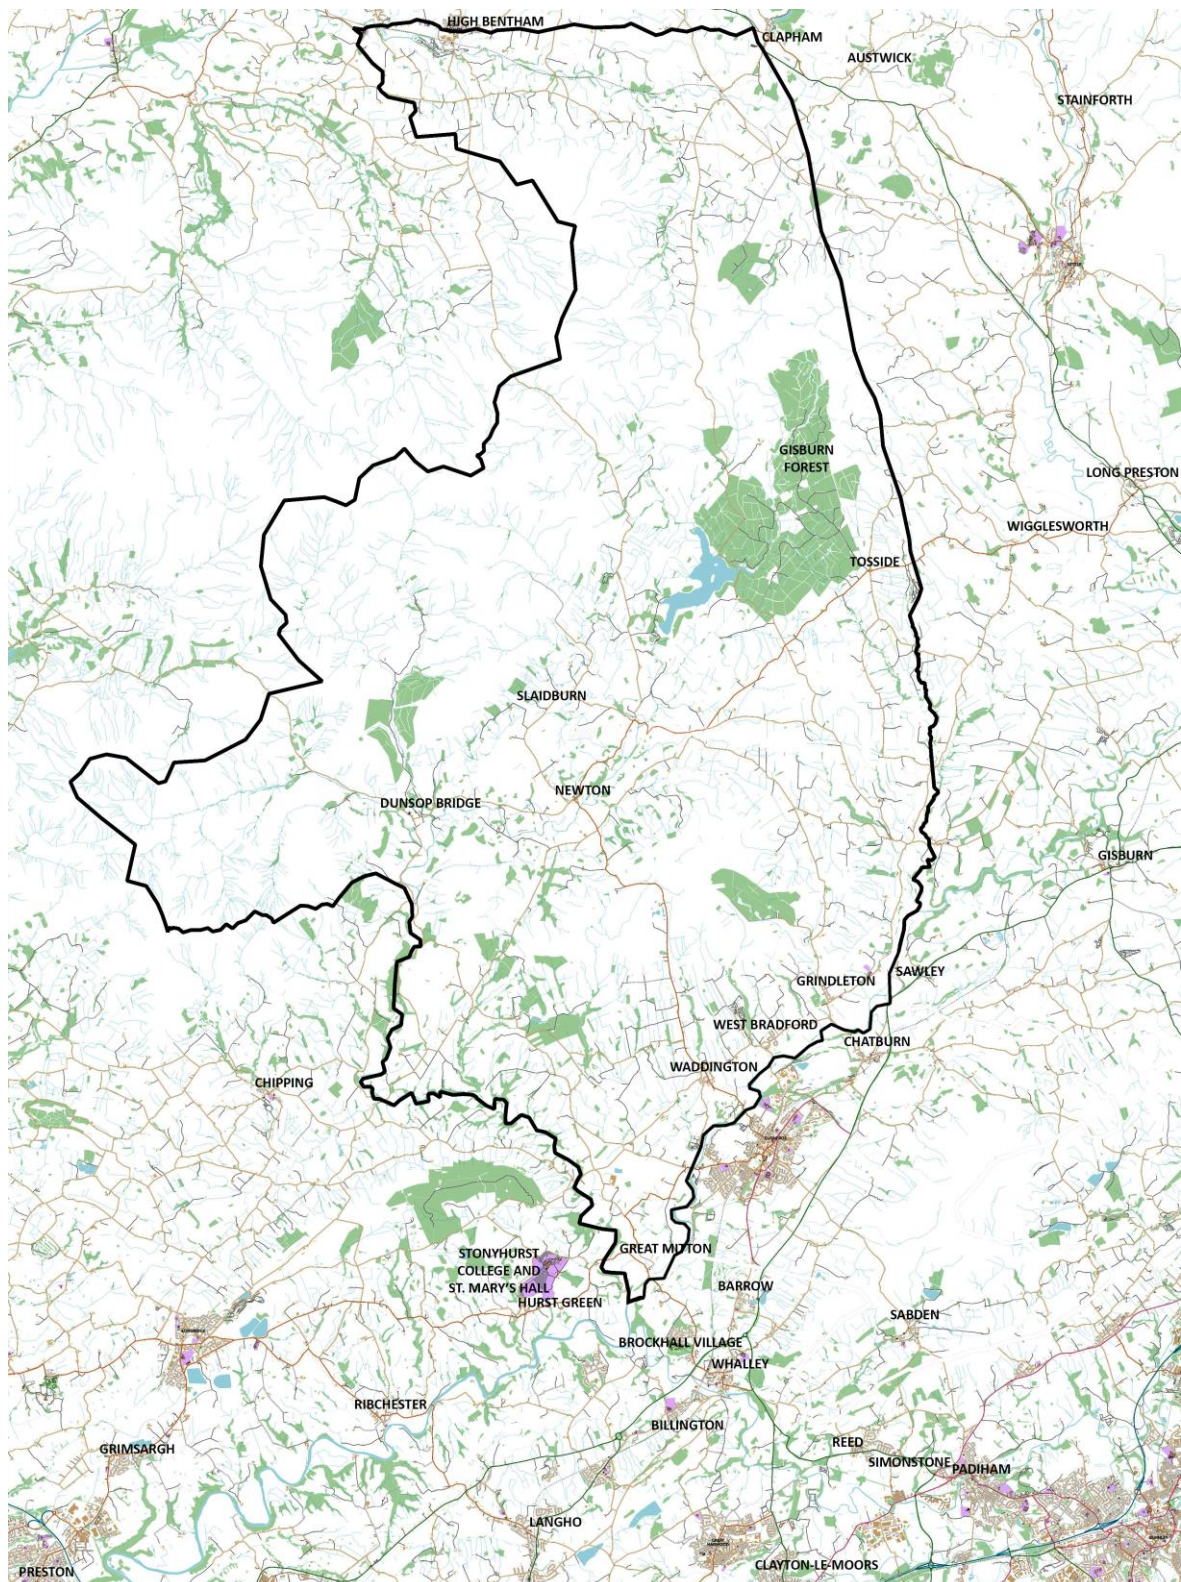 HIGH BENTHAM
CLAPHAM
AUSTWICK
STAINFORTH
GISBURN
FOREST
LONG PRESTON
WIGGLESWORTH
TOSSIDE
SLAIDBURN
NEWTON
DUNSOP BRIDGE
GISBURN
GRINDLETON
SAWLEY
WEST BRADFORD
CHATBURN
WADDINGTON
CHIPPING
GREAT MITTON
STONYHURST
COLLEGE AND
ST. MARY'S HALL
HURST GREEN
BARROW
SABDEN
BROCKHALL VILLAGE
WHALLEY
RIBCHESTER
BILLINGTON
GRIMSARGH
REED
SIMONSTONE
PADIHAM
LANGHO
CLAYTON-LE-MOORS
PRESTON